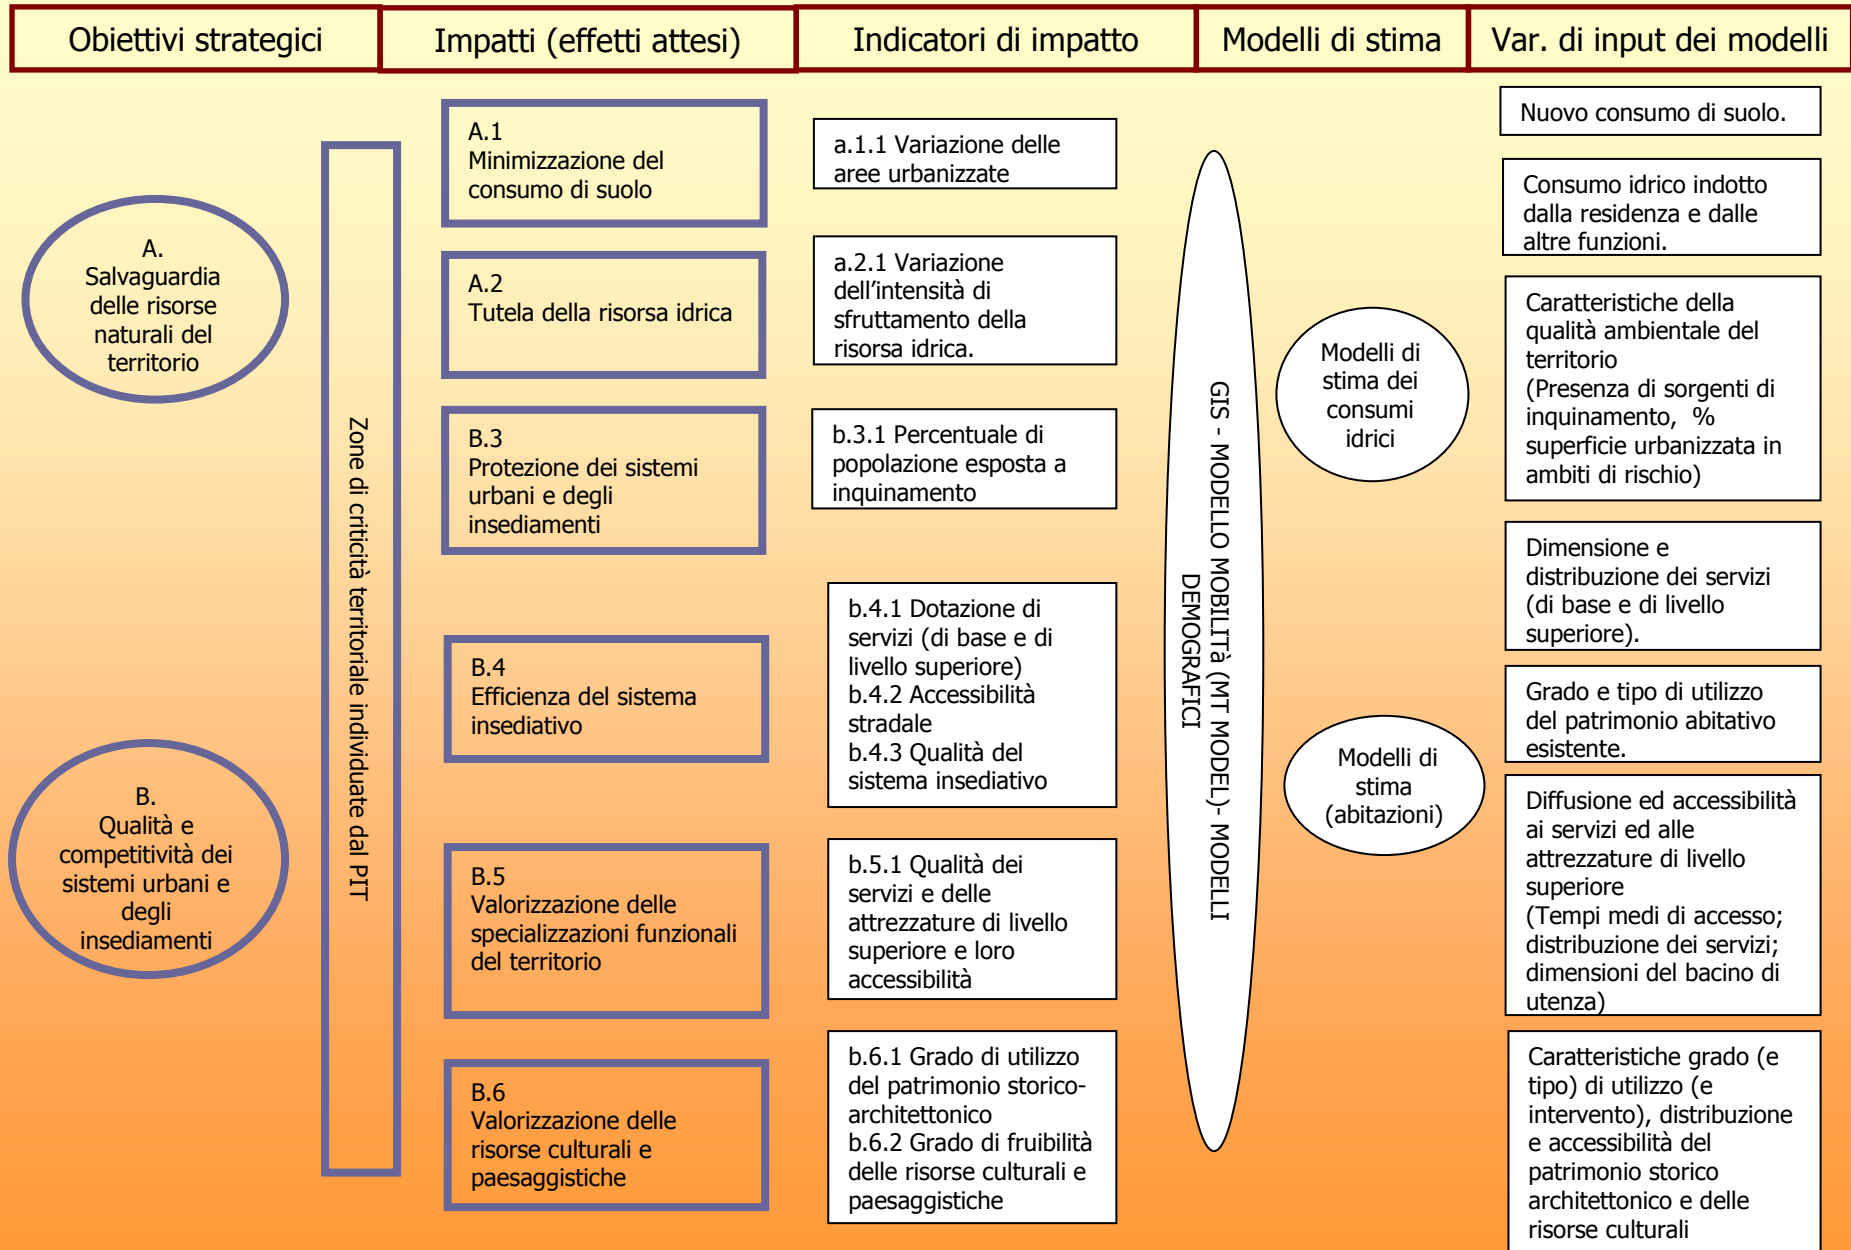 Obiettivi strategici
Impatti (effetti attesi)
Indicatori di impatto
Modelli di stima
Var. di input dei modelli
A.
Salvaguardia
delle risorse
naturali del
territorio
B.
Qualità e
competitività dei
sistemi urbani e
degli
insediamenti
Zone di criticità territoriale individuate dal PIT
A.1
Minimizzazione del
consumo di suolo
A.2
Tutela della risorsa idrica
B.3
Protezione dei sistemi
urbani e degli
insediamenti
B.4
Efficienza del sistema
insediativo
B.5
Valorizzazione delle
specializzazioni funzionali
del territorio
B.6
Valorizzazione delle
risorse culturali e
paesaggistiche
a.1.1 Variazione delle
aree urbanizzate
a.2.1 Variazione
dell'intensità di
sfruttamento della
risorsa idrica.
b.3.1 Percentuale di
popolazione esposta a
inquinamento
b.4.1 Dotazione di
servizi (di base e di
livello superiore)
b.4.2 Accessibilità
stradale
b.4.3 Qualità del
sistema insediativo
b.5.1 Qualità dei
servizi e delle
attrezzature di livello
superiore e loro
accessibilità
b.6.1 Grado di utilizzo
del patrimonio storico-
architettonico
b.6.2 Grado di fruibilità
delle risorse culturali e
paesaggistiche
GIS - MODELLO MOBILITà (MT MODEL)- MODELLI
DEMOGRAFICI
Modelli di
stima dei
consumi
idrici
Modelli di
stima
(abitazioni)
Nuovo consumo di suolo.
Consumo idrico indotto
dalla residenza e dalle
altre funzioni.
Caratteristiche della
qualità ambientale del
territorio
(Presenza di sorgenti di
inquinamento, %
superficie urbanizzata in
ambiti di rischio)
Dimensione e
distribuzione dei servizi
(di base e di livello
superiore).
Grado e tipo di utilizzo
del patrimonio abitativo
esistente.
Diffusione ed accessibilità
ai servizi ed alle
attrezzature di livello
superiore
(Tempi medi di accesso;
distribuzione dei servizi;
dimensioni del bacino di
utenza)
Caratteristiche grado (e
tipo) di utilizzo (e
intervento), distribuzione
e accessibilità del
patrimonio storico
architettonico e delle
risorse culturali